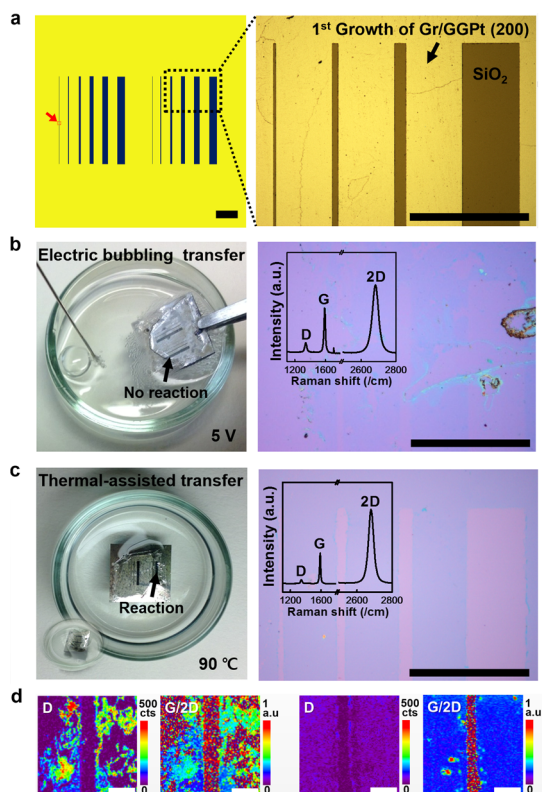 a
1st Growth of Gr/GGPt (200)
SiO2
b
Electric bubbling transfer
No reaction
5 V
Intensity (a.u.)
D
G
2D
1200 1600 2600 2800
Raman shift (/cm)
c
Thermal-assisted transfer
Reaction
90 ℃
Intensity (a.u.)
D
G
2D
1200 1600 2600 2800
Raman shift (/cm)
d
D
500
cts
0
G/2D
1
a.u
0
D
500
cts
0
G/2D
1
a.u
0